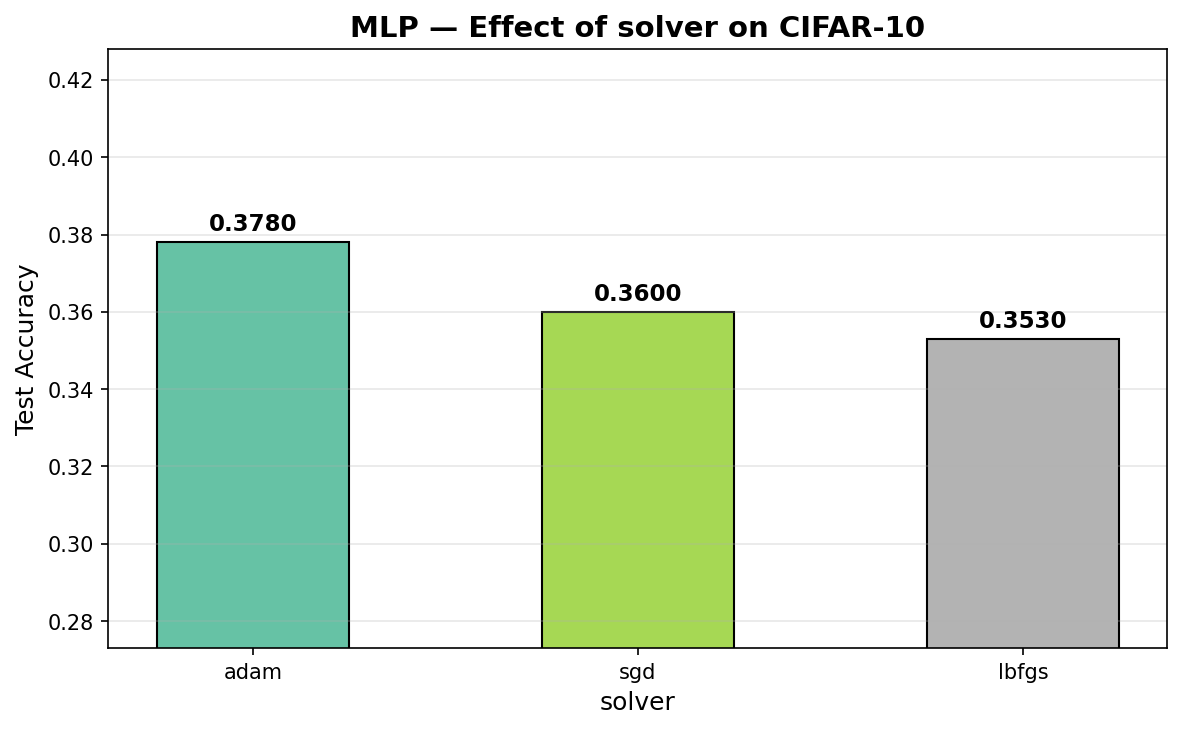 MLP — Effect of solver on CIFAR-10
Test Accuracy
0.42
0.40
0.38
0.36
0.34
0.32
0.30
0.28
0.3780
0.3600
0.3530
adam
sgd
lbfgs
solver